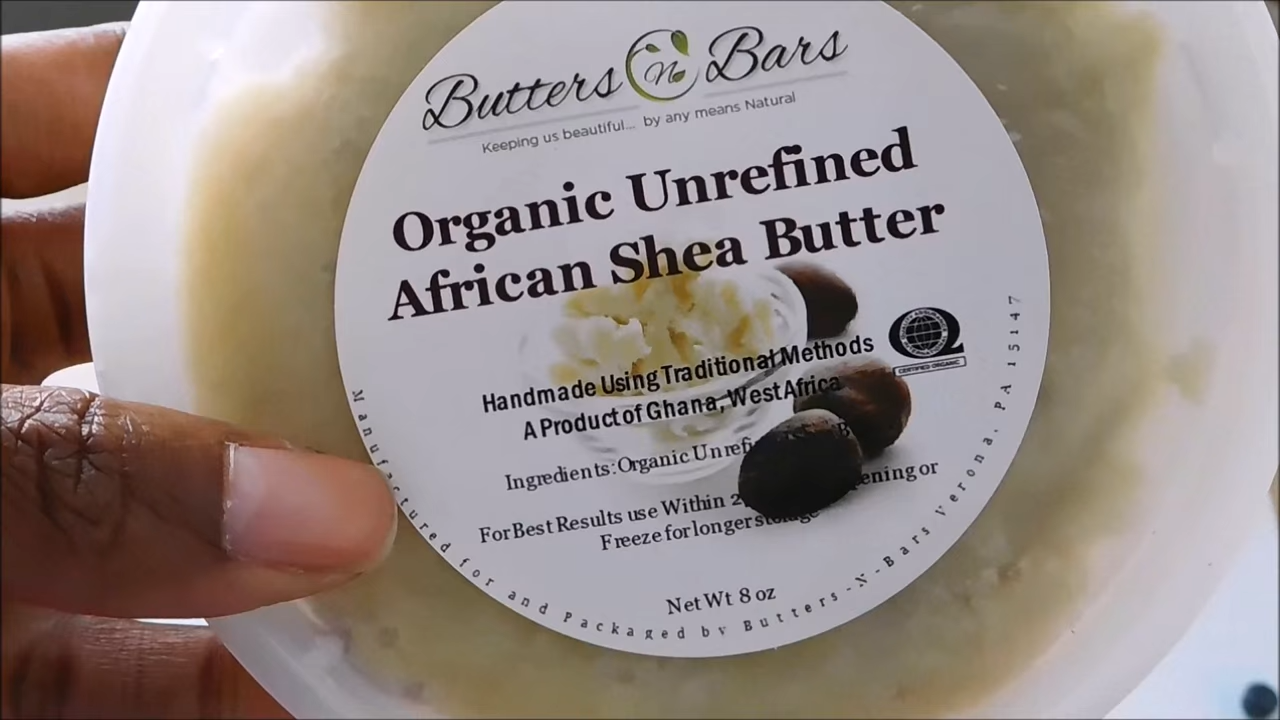 Butters N Bars
Keeping us beautiful... by any means Natural
Organic Unrefined
African Shea Butter
Handmade Using Traditional Methods
A Product of Ghana, West Africa
CERTIFIED ORGANIC
Ingredients: Organic
For Best Results use Within
Freeze for longer storage
Net Wt 8 oz
Manufactured for and Packaged by Butters-N-Bars Verona, PA 15147